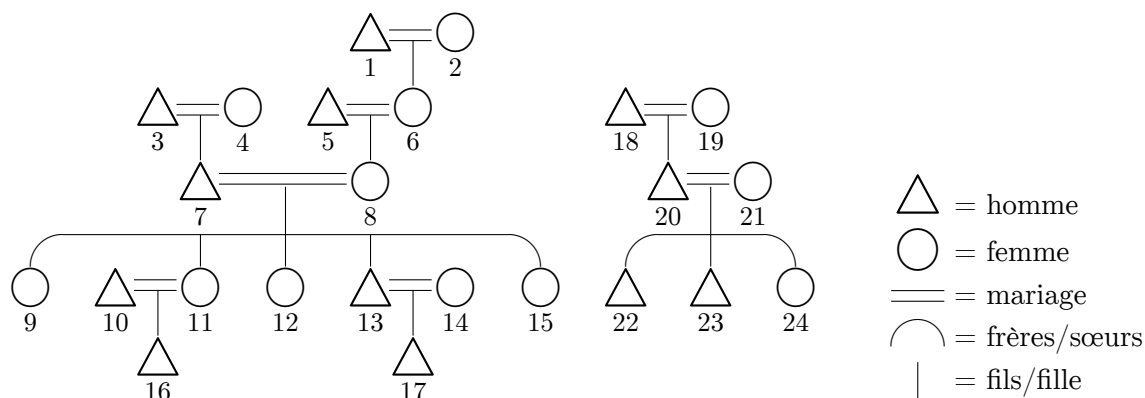 1 2
3 4 5 6 18 19
7 8 20 21
9 10 11 12 13 14 15 22 23 24
16 17
= homme
= femme
= mariage
= frères/sœurs
= fils/fille